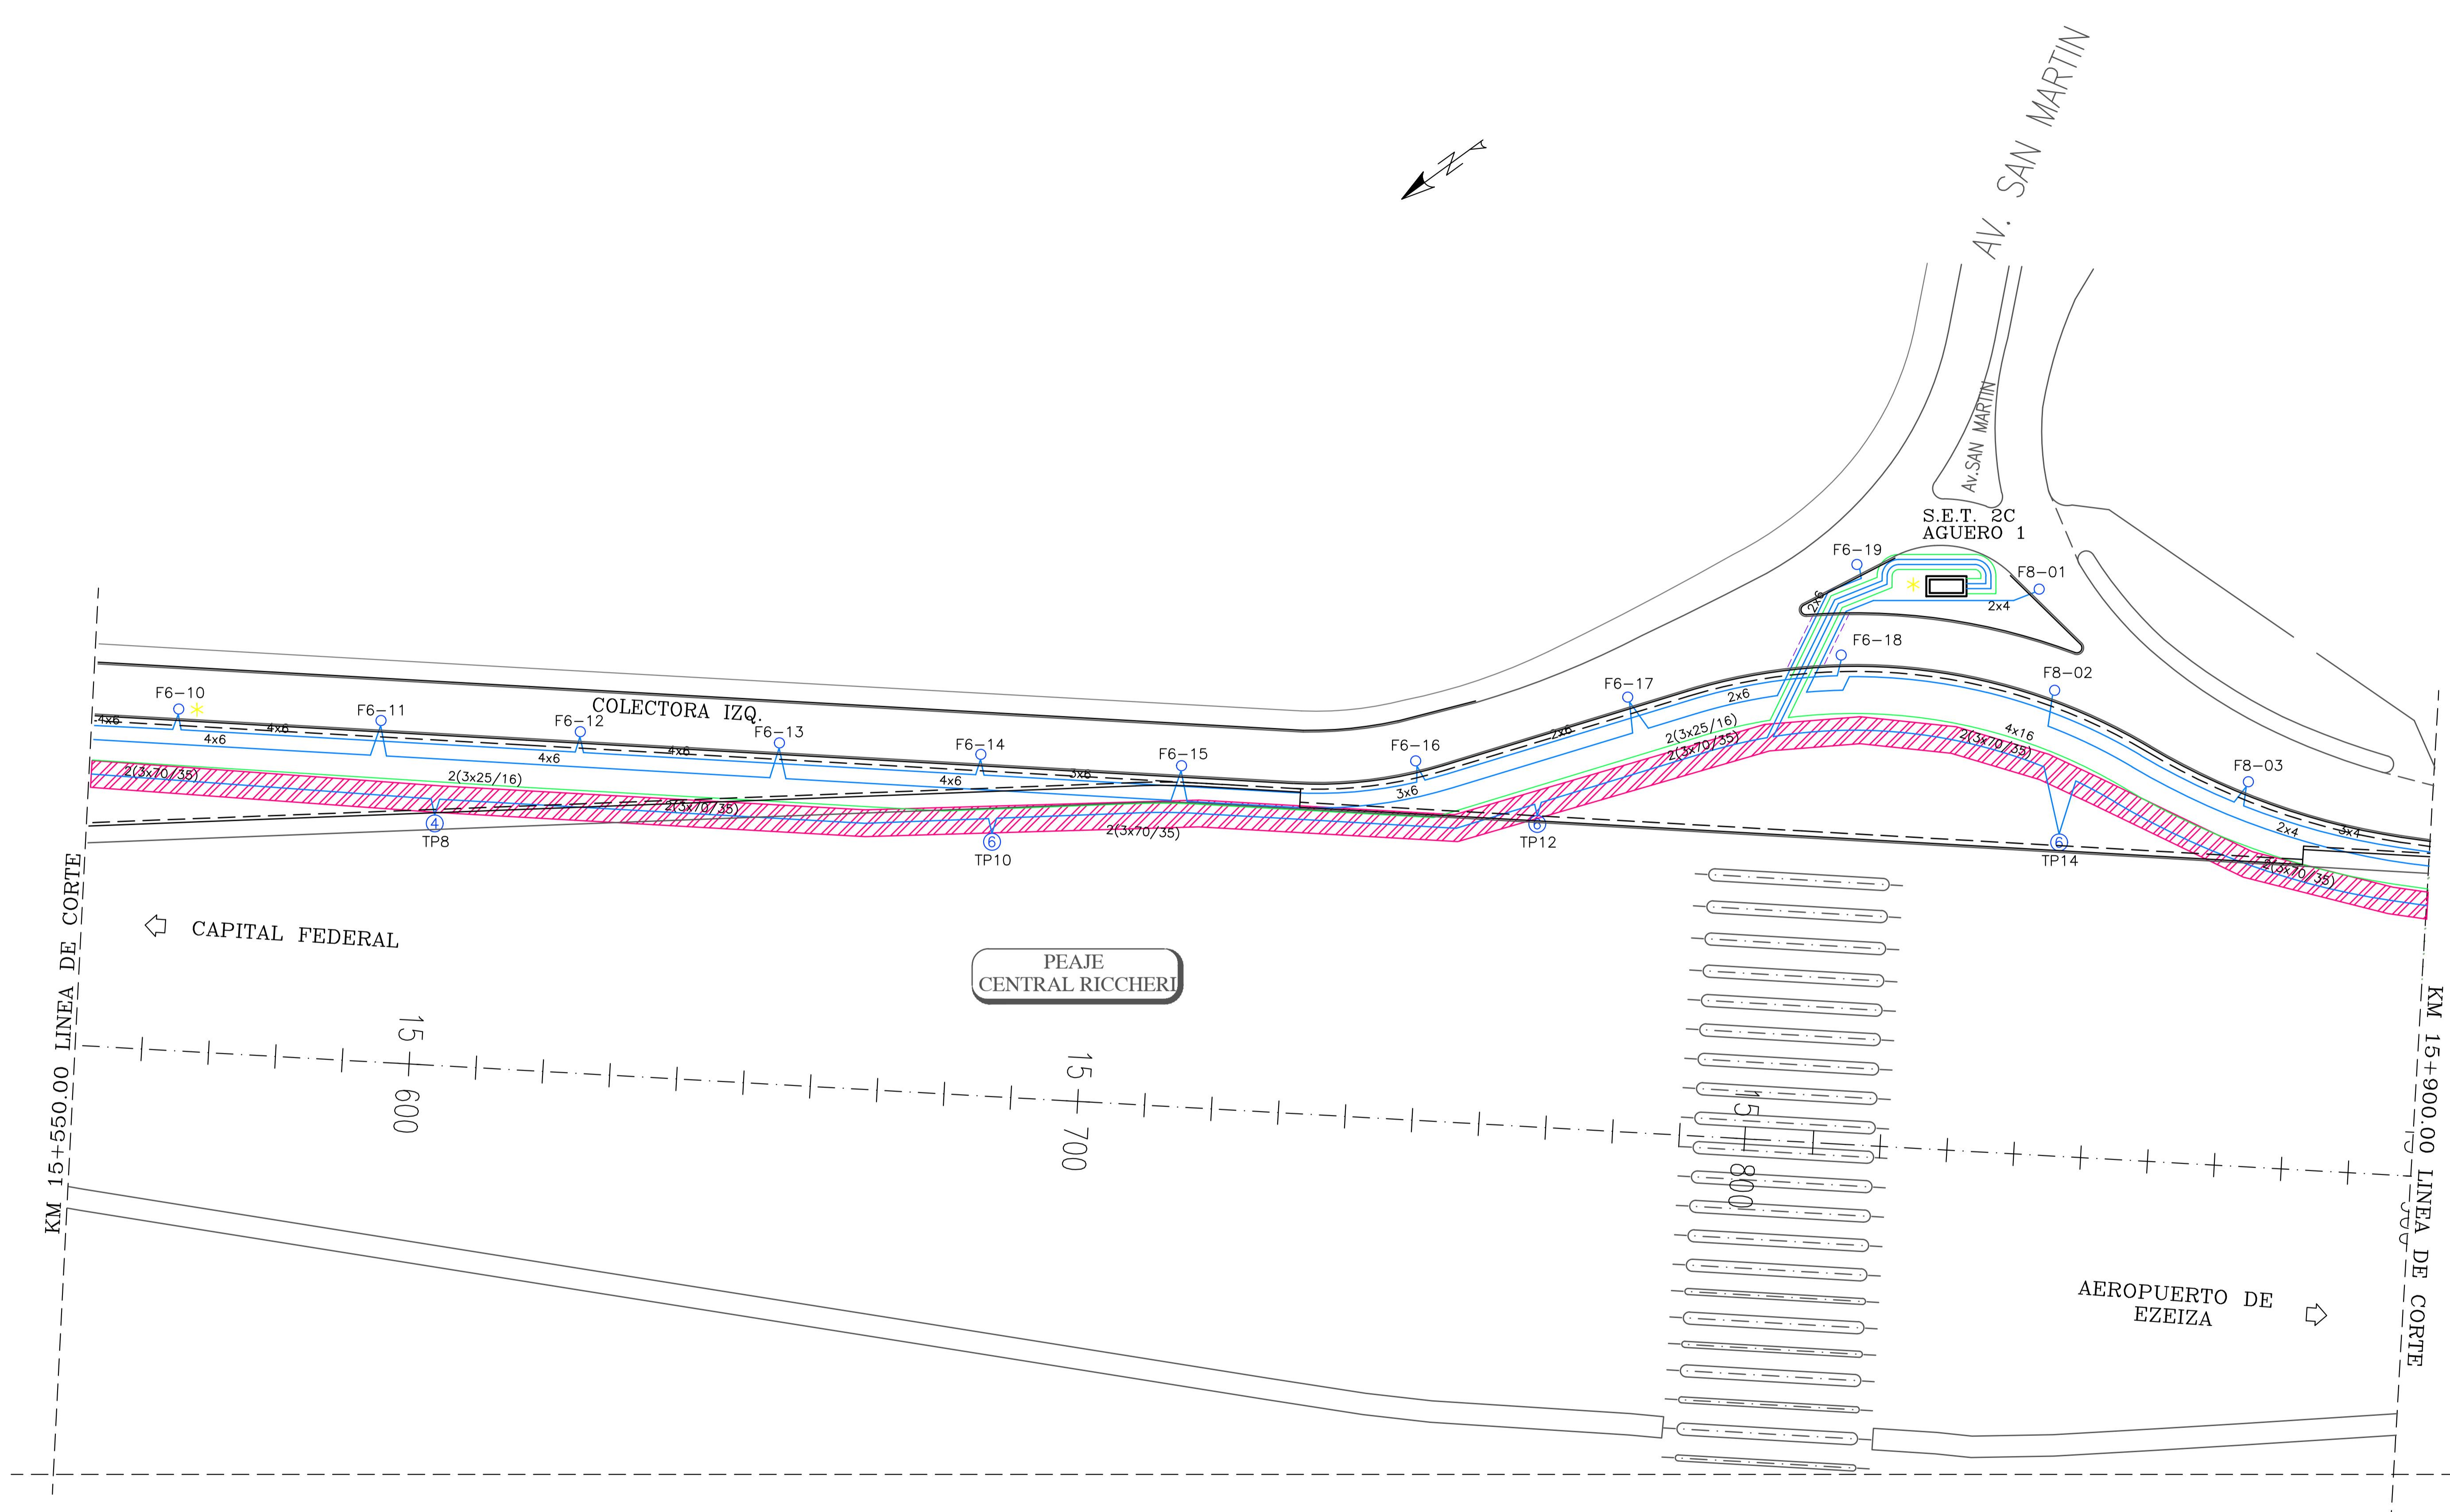 AV. SAN MARTIN
N
Av.SAN MARTIN
S.E.T. 2C
AGUERO 1
F6-19
F8-01
2x6
2x4
F6-18
F8-02
F6-17
F6-10
F6-11
COLECTORA IZQ.
F6-12
F6-13
F6-14
F6-15
F6-16
F8-03
4x6
4x6
4x6
4x6
4x6
4x6
3x6
3x6
2x6
2x6
2(3x25/16)
2(3x70/35)
4x16
2(3x70/35)
2(3x70/35)
2(3x25/16)
2(3x70/35)
2(3x70/35)
2x4
3x4
2(3x70/35)
4
TP8
6
TP10
6
TP12
6
TP14
KM 15+550.00 LINEA DE CORTE
CAPITAL FEDERAL
PEAJE
CENTRAL RICCHERI
15
600
15
700
15
800
AEROPUERTO DE
EZEIZA
KM 15+900.00 LINEA DE CORTE